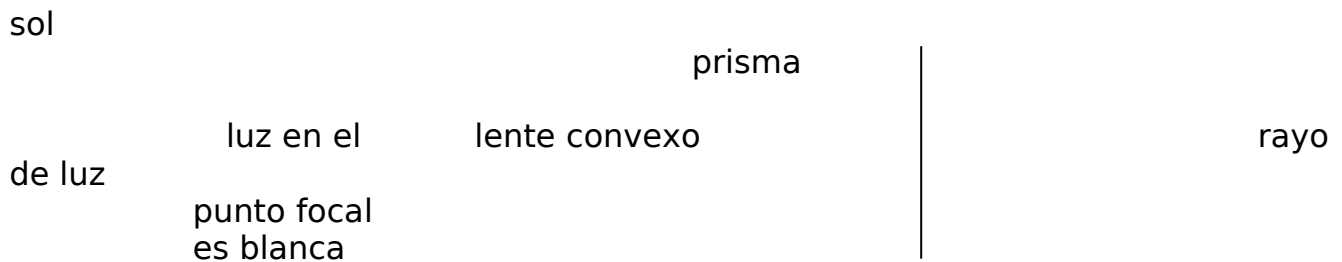 sol
prisma
luz en el lente convexo rayo
de luz
punto focal
es blanca